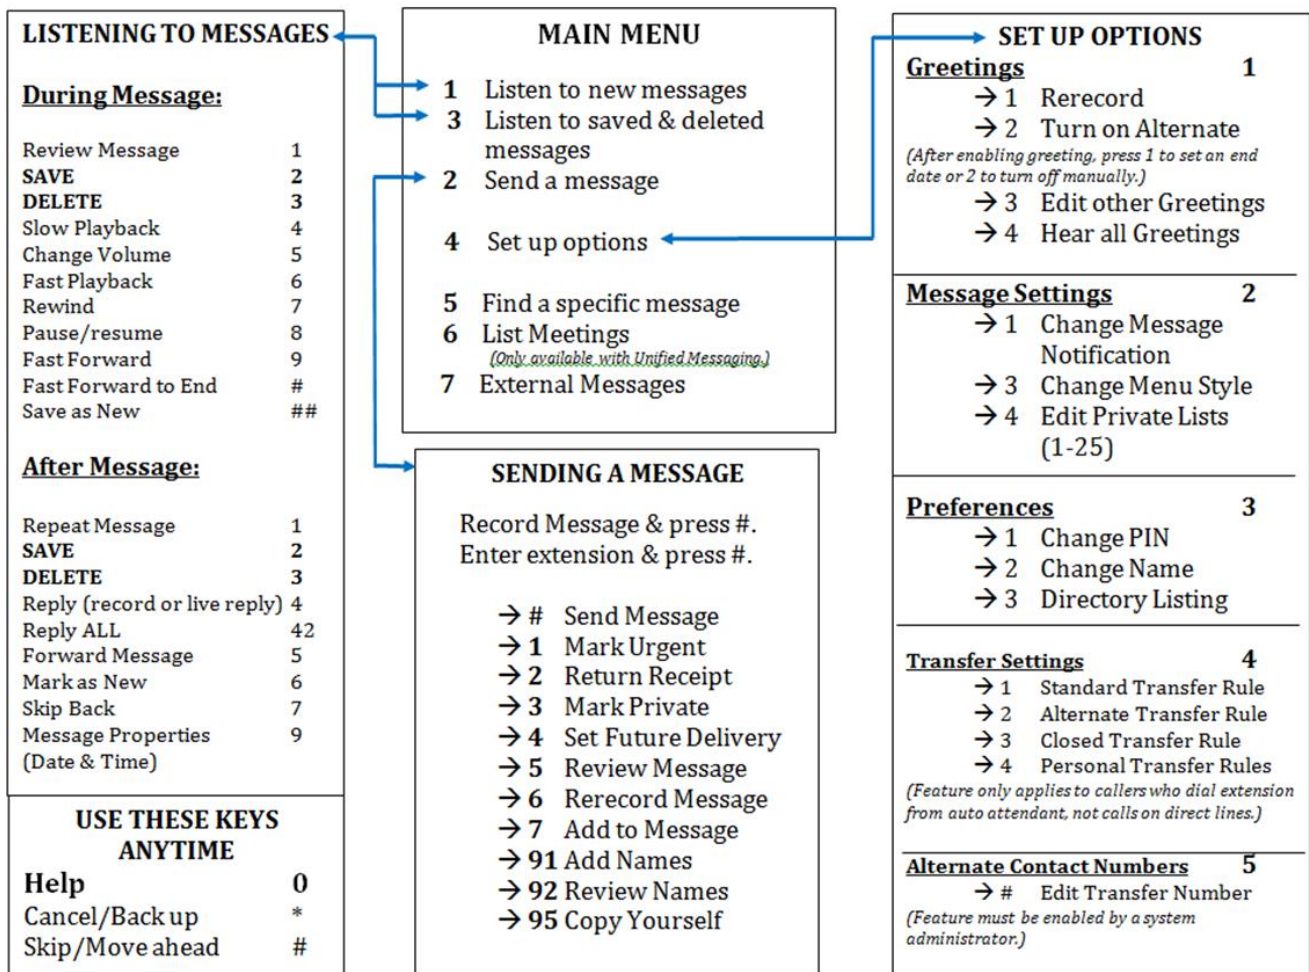 LISTENING TO MESSAGES
During Message:
Review Message 1
SAVE 2
DELETE 3
Slow Playback 4
Change Volume 5
Fast Playback 6
Rewind 7
Pause/resume 8
Fast Forward 9
Fast Forward to End #
Save as New ##
After Message:
Repeat Message 1
SAVE 2
DELETE 3
Reply (record or live reply) 4
Reply ALL 42
Forward Message 5
Mark as New 6
Skip Back 7
Message Properties 9
(Date & Time)
USE THESE KEYS
ANYTIME
Help 0
Cancel/Back up *
Skip/Move ahead #
MAIN MENU
1 Listen to new messages
3 Listen to saved & deleted
messages
2 Send a message
4 Set up options
5 Find a specific message
6 List Meetings
(Only available with Unified Messaging.)
7 External Messages
SENDING A MESSAGE
Record Message & press #.
Enter extension & press #.
→ # Send Message
→ 1 Mark Urgent
→ 2 Return Receipt
→ 3 Mark Private
→ 4 Set Future Delivery
→ 5 Review Message
→ 6 Rerecord Message
→ 7 Add to Message
→ 91 Add Names
→ 92 Review Names
→ 95 Copy Yourself
SET UP OPTIONS
Greetings 1
→ 1 Rerecord
→ 2 Turn on Alternate
(After enabling greeting, press 1 to set an end
date or 2 to turn off manually.)
→ 3 Edit other Greetings
→ 4 Hear all Greetings
Message Settings 2
→ 1 Change Message
Notification
→ 3 Change Menu Style
→ 4 Edit Private Lists
(1-25)
Preferences 3
→ 1 Change PIN
→ 2 Change Name
→ 3 Directory Listing
Transfer Settings 4
→ 1 Standard Transfer Rule
→ 2 Alternate Transfer Rule
→ 3 Closed Transfer Rule
→ 4 Personal Transfer Rules
(Feature only applies to callers who dial extension
from auto attendant, not calls on direct lines.)
Alternate Contact Numbers 5
→ # Edit Transfer Number
(Feature must be enabled by a system
administrator.)